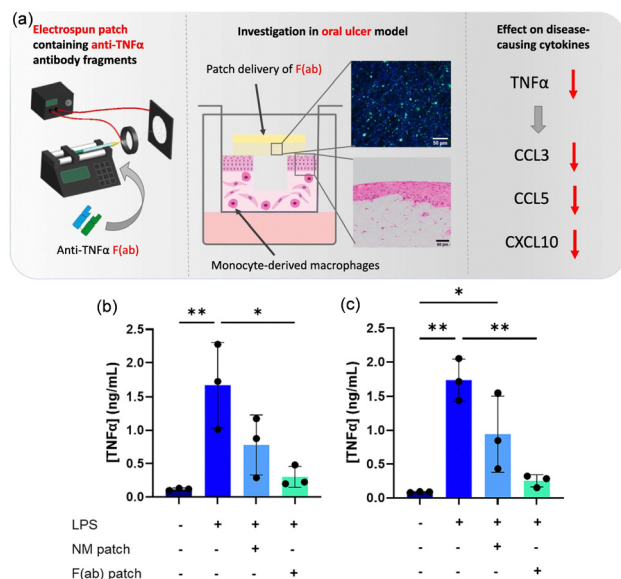 (a)
Electrospun patch
containing anti-TNFα
antibody fragments
Anti-TNFα F(ab)
Investigation in oral ulcer model
Patch delivery of F(ab)
50 μm
Monocyte-derived macrophages
Effect on disease-
causing cytokines
TNFα
CCL3
CCL5
CXCL10
(b)
** *
[TNFα] (ng/mL)
2.5
2.0
1.5
1.0
0.5
0.0
(c)
*
** **
[TNFα] (ng/mL)
2.5
2.0
1.5
1.0
0.5
0.0
LPS - + + + - + + +
NM patch - - + - - - + -
F(ab) patch - - - + - - - +